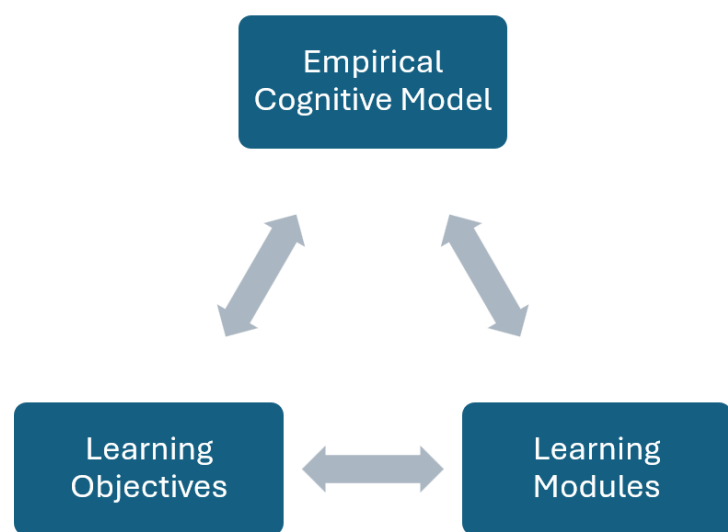 Empirical
Cognitive Model
Learning
Objectives
Learning
Modules